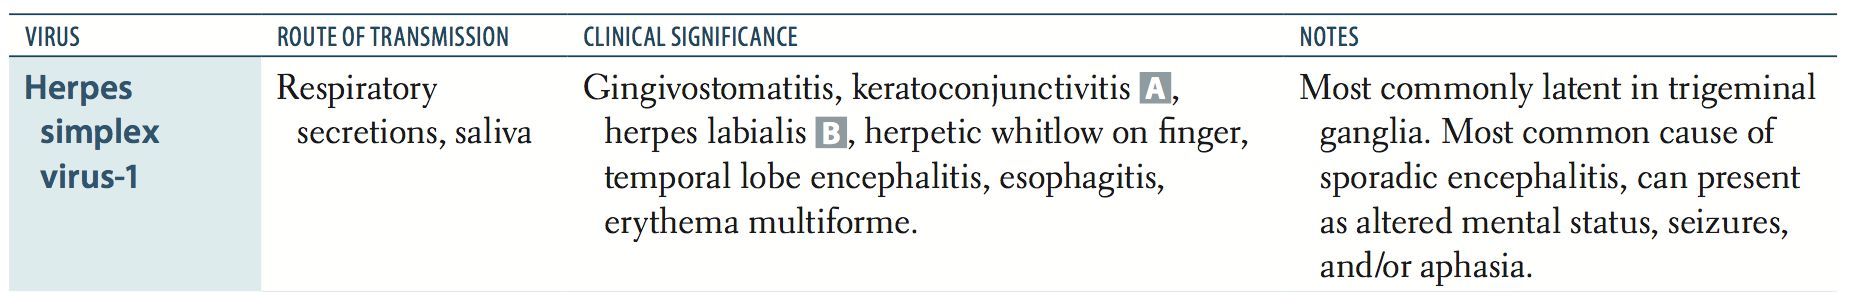 VIRUS ROUTE OF TRANSMISSION CLINICAL SIGNIFICANCE NOTES
Herpes
simplex
virus-1
Respiratory
secretions, saliva
Gingivostomatitis, keratoconjunctivitis A,
herpes labialis B, herpetic whitlow on finger,
temporal lobe encephalitis, esophagitis,
erythema multiforme.
Most commonly latent in trigeminal
ganglia. Most common cause of
sporadic encephalitis, can present
as altered mental status, seizures,
and/or aphasia.